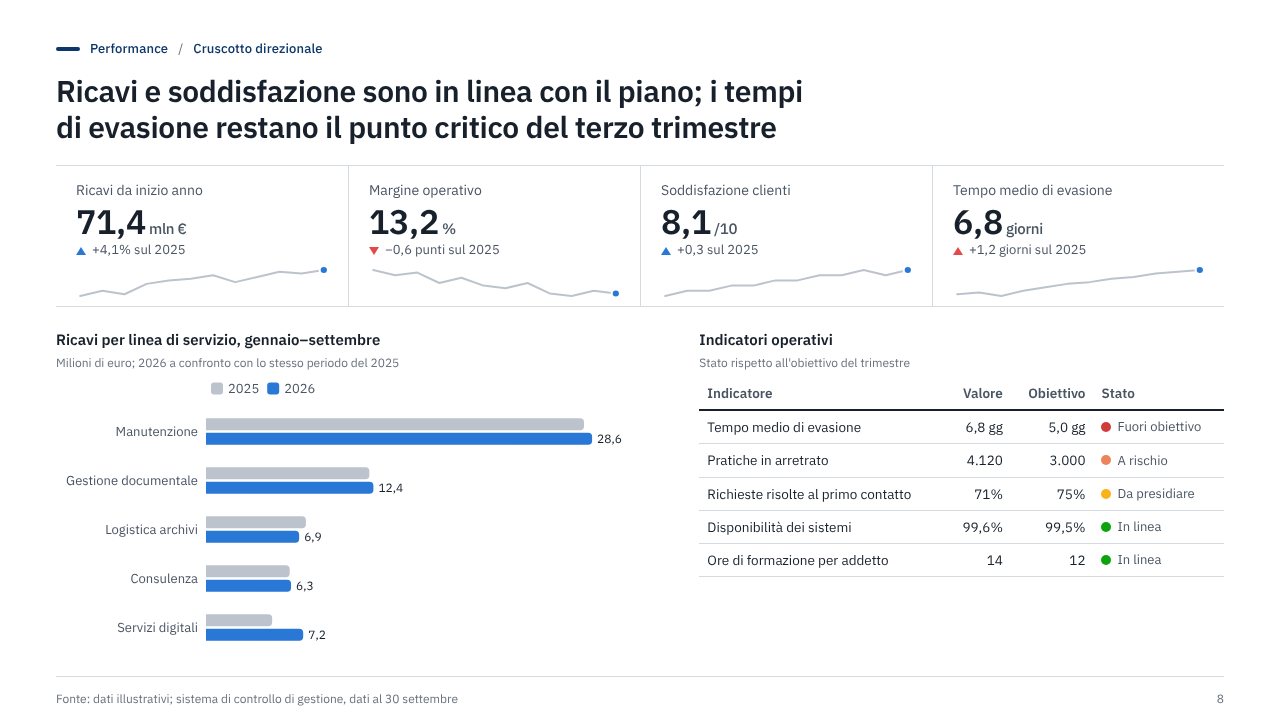 Performance / Cruscotto direzionale
Ricavi e soddisfazione sono in linea con il piano; i tempi
di evasione restano il punto critico del terzo trimestre
Ricavi da inizio anno
71,4 mln €
+4,1% sul 2025
Margine operativo
13,2 %
−0,6 punti sul 2025
Soddisfazione clienti
8,1 /10
+0,3 sul 2025
Tempo medio di evasione
6,8 giorni
+1,2 giorni sul 2025
Ricavi per linea di servizio, gennaio–settembre
Milioni di euro; 2026 a confronto con lo stesso periodo del 2025
2025 2026
Manutenzione 28,6
Gestione documentale 12,4
Logistica archivi 6,9
Consulenza 6,3
Servizi digitali 7,2
Indicatori operativi
Stato rispetto all'obiettivo del trimestre
Indicatore Valore Obiettivo Stato
Tempo medio di evasione 6,8 gg 5,0 gg Fuori obiettivo
Pratiche in arretrato 4.120 3.000 A rischio
Richieste risolte al primo contatto 71% 75% Da presidiare
Disponibilità dei sistemi 99,6% 99,5% In linea
Ore di formazione per addetto 14 12 In linea
Fonte: dati illustrativi; sistema di controllo di gestione, dati al 30 settembre
8